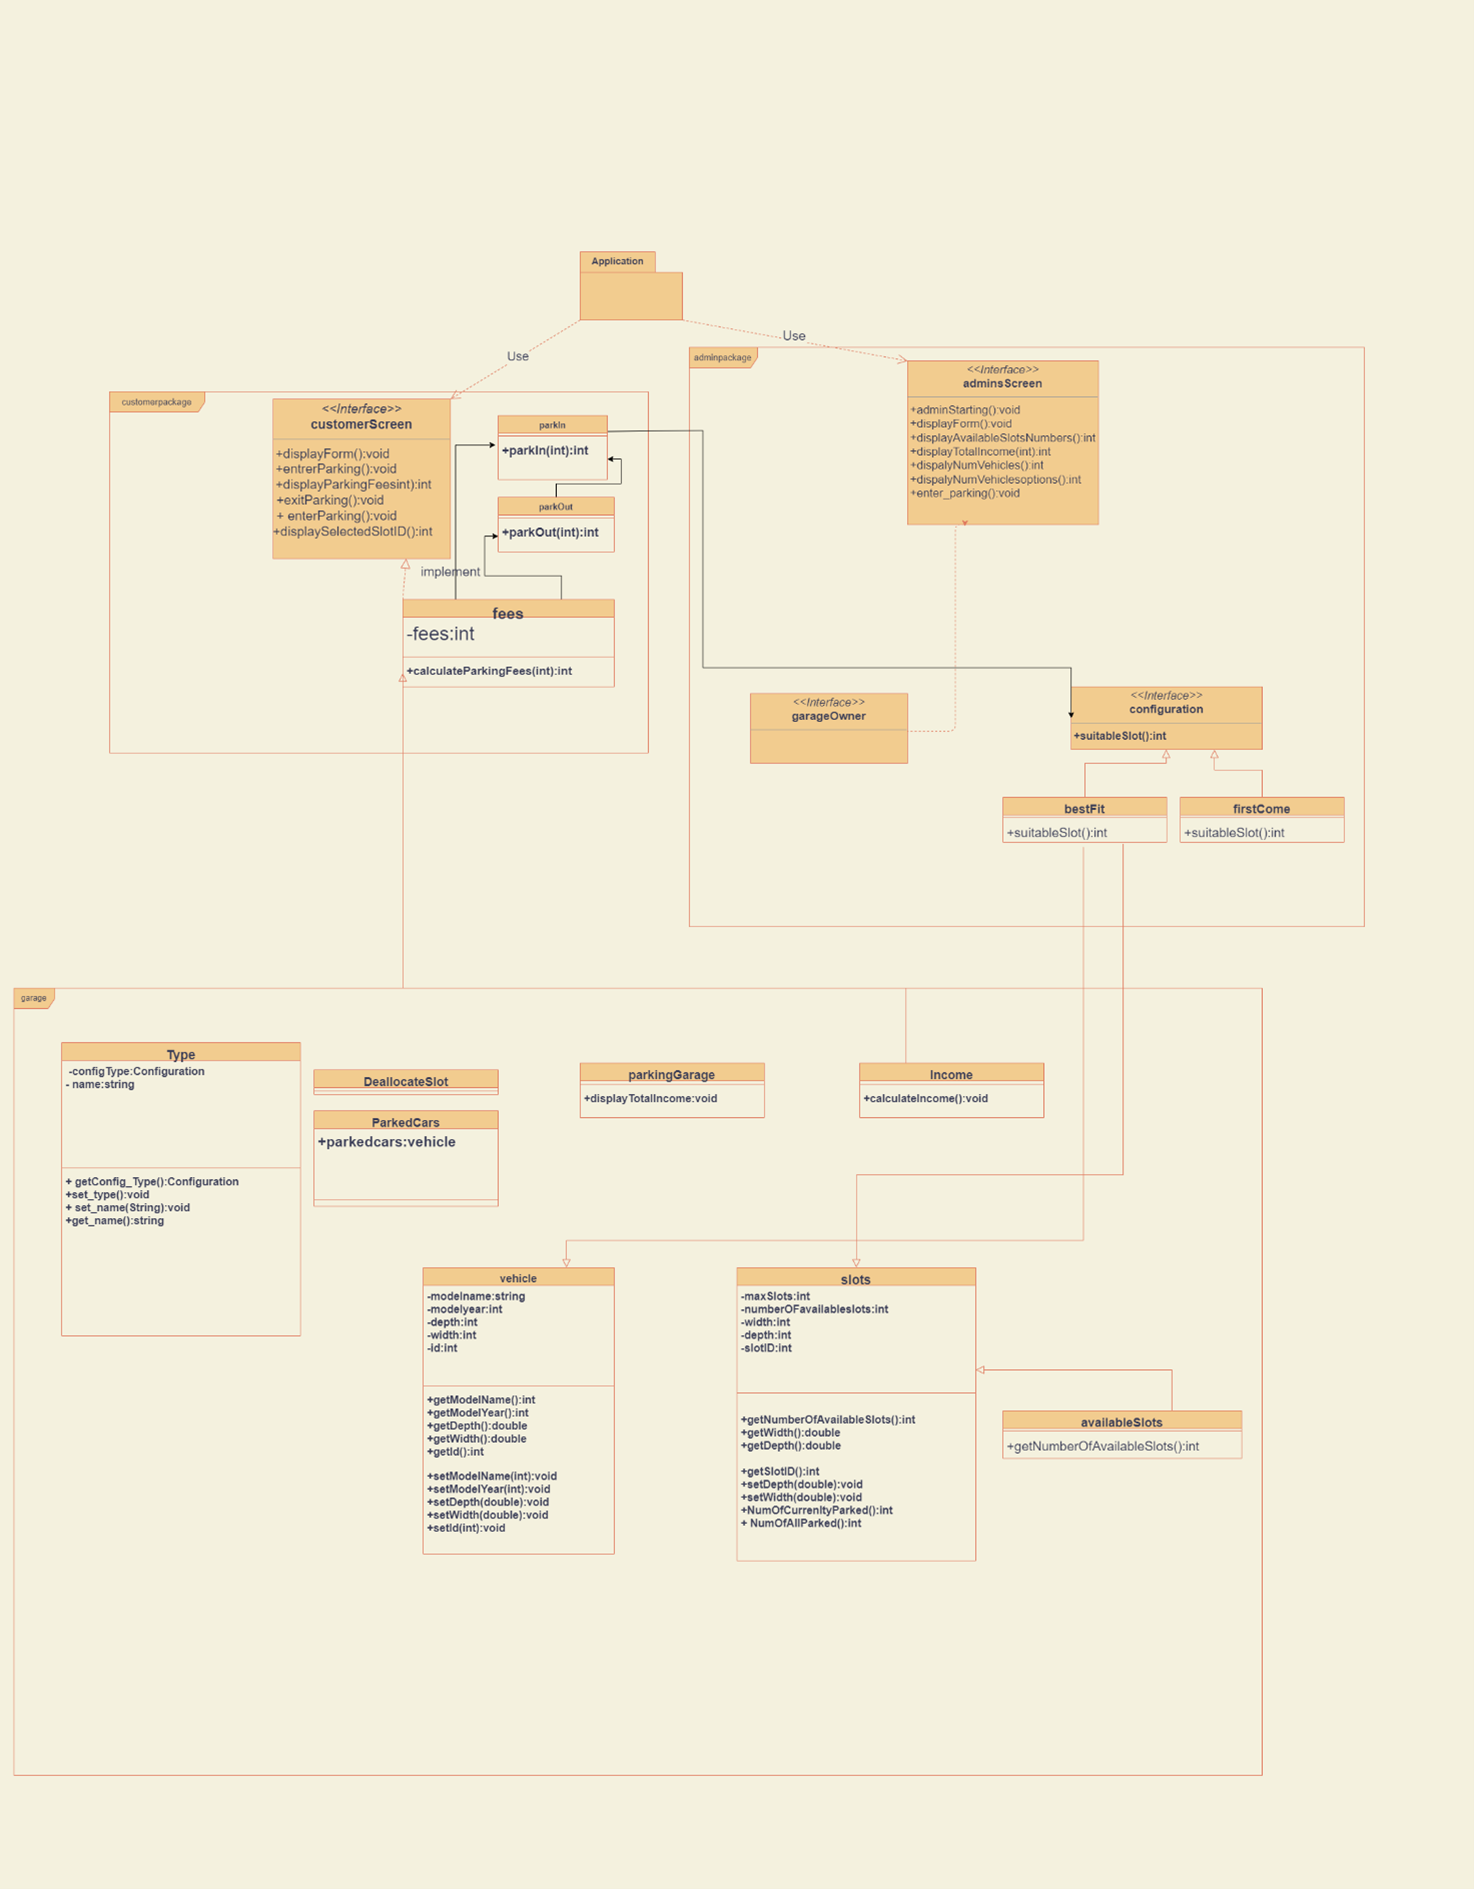 Application
Use
Use
adminpackage
<<Interface>>
adminsScreen
+adminStarting():void
+displayForm():void
+displayAvailableSlotsNumbers():int
+displayTotalIncome(int):int
+dispalyNumVehicles():int
+dispalyNumVehiclesoptions():int
+enter_parking():void
customerpackage
<<Interface>>
customerScreen
+displayForm():void
+entrerParking():void
+displayParkingFeesint):int
+exitParking():void
+ enterParking():void
+displaySelectedSlotID():int
parkIn
+parkIn(int):int
parkOut
+parkOut(int):int
implement
fees
-fees:int
+calculateParkingFees(int):int
<<Interface>>
garageOwner
<<Interface>>
configuration
+suitableSlot():int
bestFit
+suitableSlot():int
firstCome
+suitableSlot():int
garage
Type
-configType:Configuration
- name:string
+ getConfig_Type():Configuration
+set_type():void
+ set_name(String):void
+get_name():string
DeallocateSlot
ParkedCars
+parkedcars:vehicle
parkingGarage
+displayTotalIncome:void
Income
+calculateIncome():void
vehicle
-modelname:string
-modelyear:int
-depth:int
-width:int
-id:int
+getModelName():int
+getModelYear():int
+getDepth():double
+getWidth():double
+getId():int
+setModelName(int):void
+setModelYear(int):void
+setDepth(double):void
+setWidth(double):void
+setId(int):void
slots
-maxSlots:int
-numberOFavailableslots:int
-width:int
-depth:int
-slotID:int
+getNumberOfAvailableSlots():int
+getWidth():double
+getDepth():double
+getSlotID():int
+setDepth(double):void
+setWidth(double):void
+NumOfCurrenltyParked():int
+ NumOfAllParked():int
availableSlots
+getNumberOfAvailableSlots():int